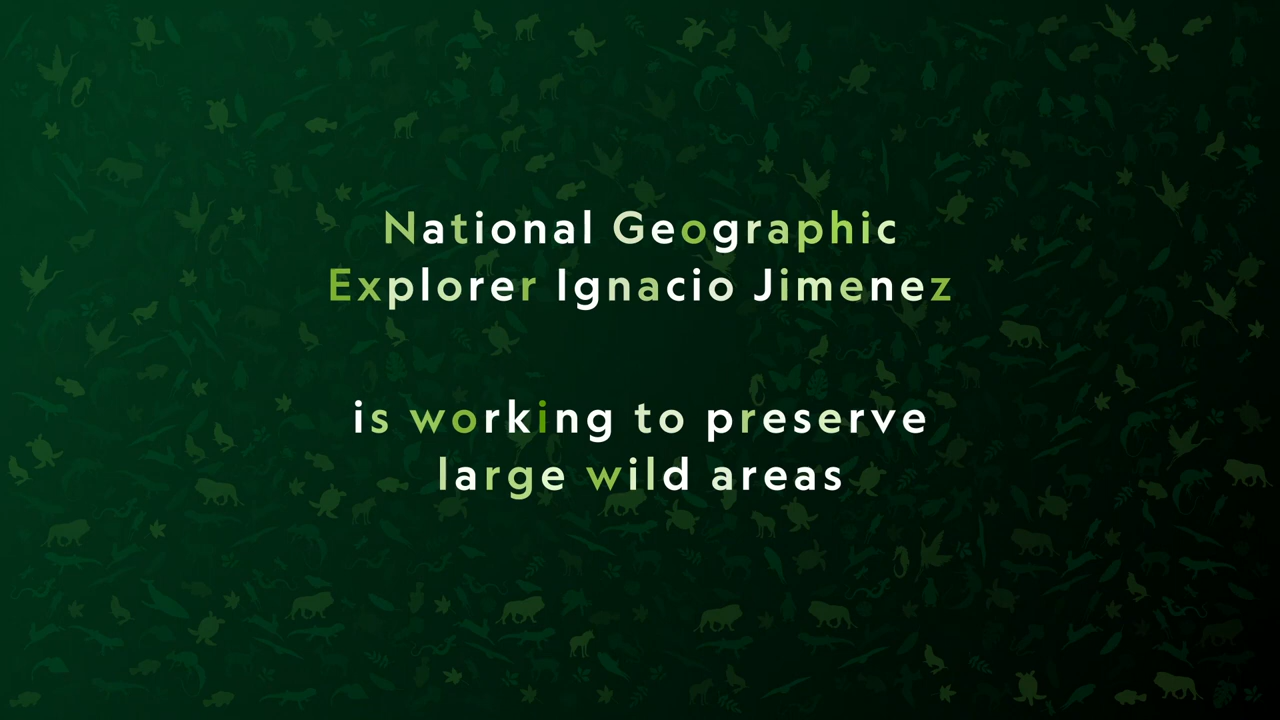 National Geographic
Explorer Ignacio Jimenez
is working to preserve
large wild areas